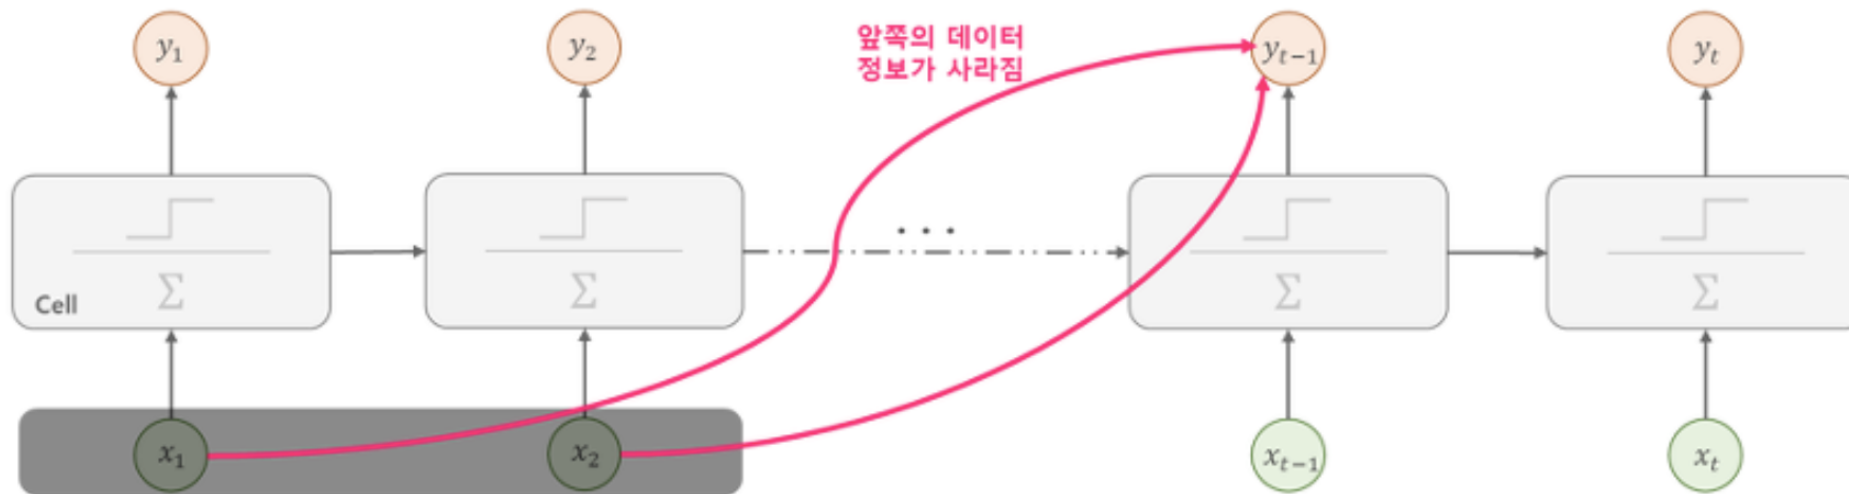 y₁
y₂
앞쪽의 데이터
정보가 사라짐
yₜ₋₁
yₜ
...
Cell
Σ
Σ
Σ
Σ
x₁
x₂
xₜ₋₁
xₜ